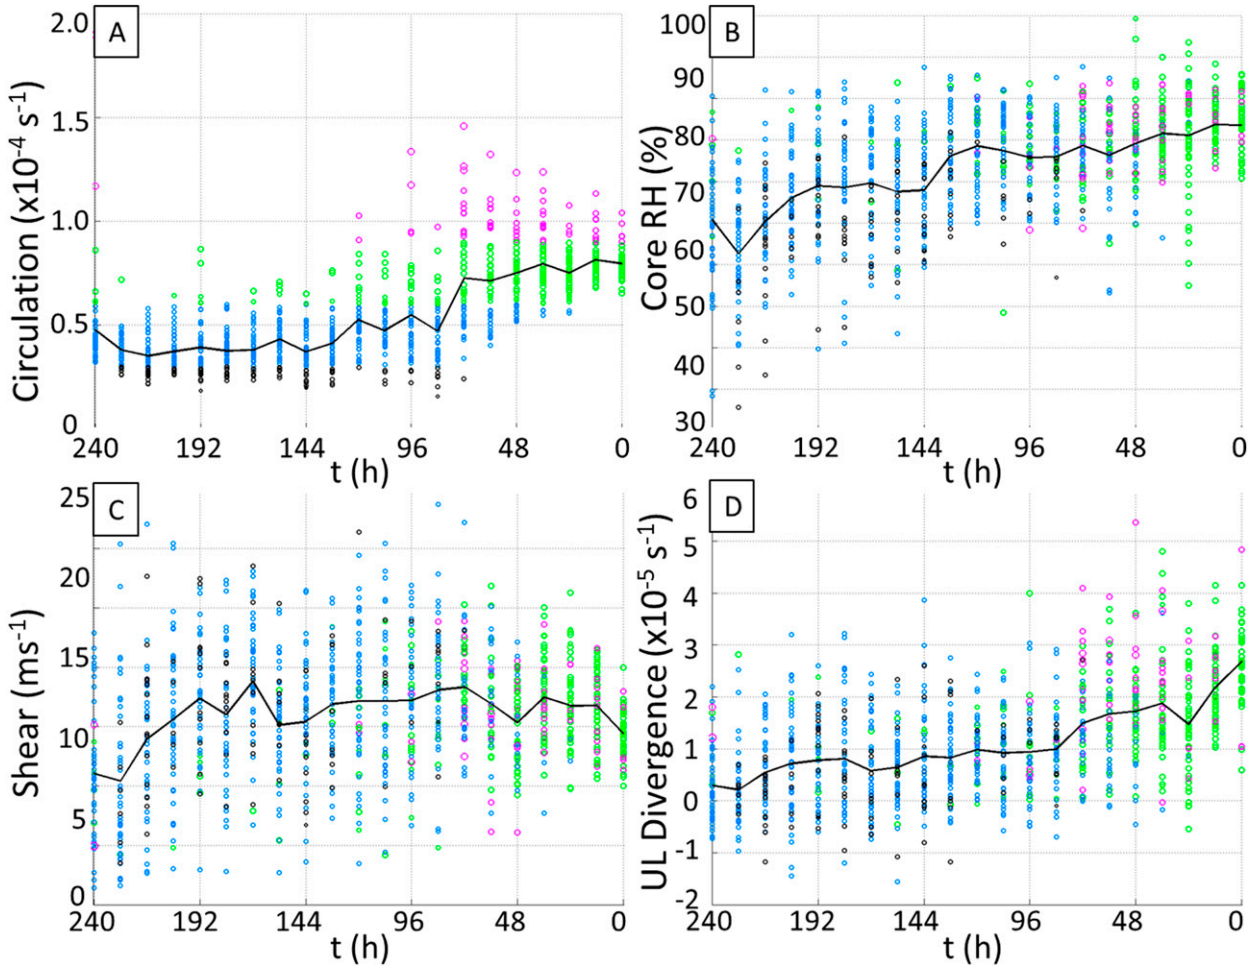 A
Circulation (x10⁻⁴ s⁻¹)
2.0
1.5
1.0
0.5
0
240 192 144 96 48 0
t (h)
B
Core RH (%)
100
90
80
70
60
50
40
30
240 192 144 96 48 0
t (h)
C
Shear (ms⁻¹)
25
20
15
10
5
0
240 192 144 96 48 0
t (h)
D
UL Divergence (x10⁻⁵ s⁻¹)
6
5
4
3
2
1
0
-1
-2
240 192 144 96 48 0
t (h)